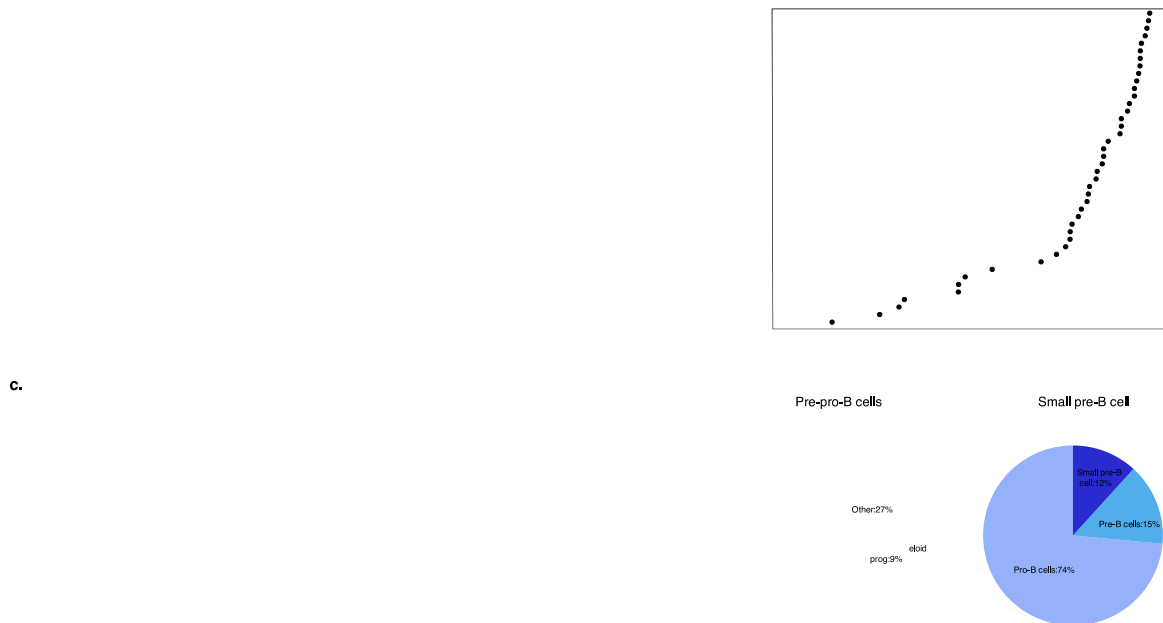 c.
Pre-pro-B cells
Small pre-B cell
Small pre-B
cell:12%
Pre-B cells:15%
Pro-B cells:74%
Other:27%
eloid
prog:9%